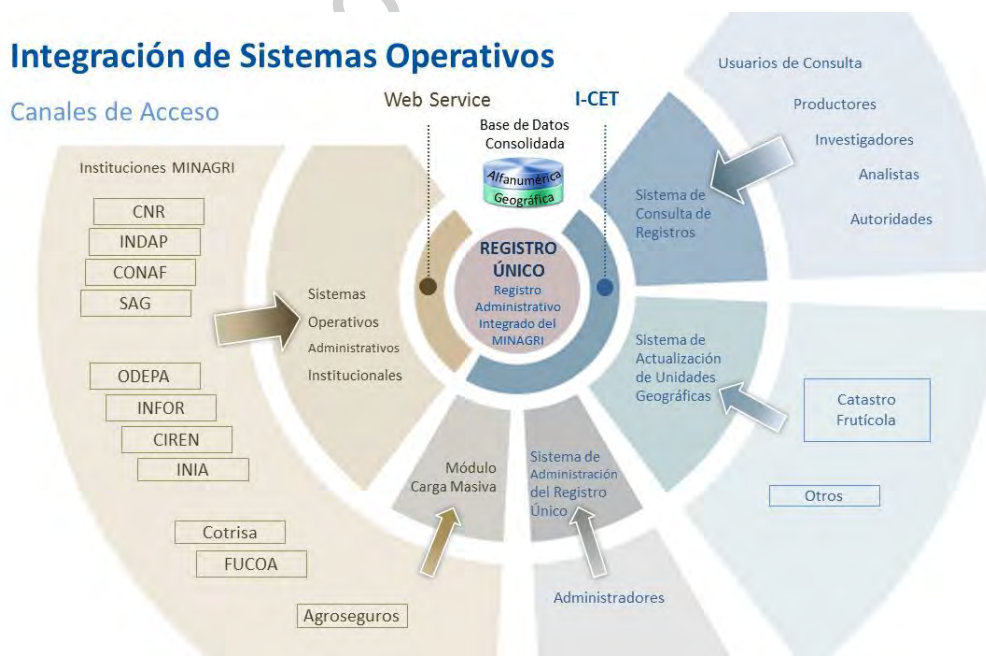 Integración de Sistemas Operativos
Canales de Acceso
Web Service
I-CET
Base de Datos
Consolidada
Alfanumérica
Geográfica
REGISTRO
ÚNICO
Registro
Administrativo
Integrado del
MINAGRI
Instituciones MINAGRI
CNR
INDAP
CONAF
SAG
ODEPA
INFOR
CIREN
INIA
Cotrisa
FUCOA
Agroseguros
Sistemas
Operativos
Administrativos
Institucionales
Módulo
Carga Masiva
Sistema de
Administración
del Registro
Único
Administradores
Sistema de
Actualización
de Unidades
Geográficas
Catastro
Frutícola
Otros
Sistema de
Consulta de
Registros
Usuarios de Consulta
Productores
Investigadores
Analistas
Autoridades